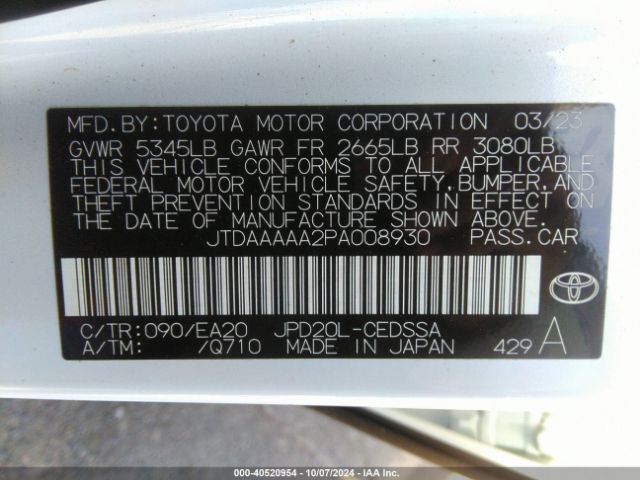 MFD. BY: TOYOTA MOTOR CORPORATION 03/23
GVWR 5345LB GAWR FR 2665LB RR 3080LB
THIS VEHICLE CONFORMS TO ALL APPLICABLE
FEDERAL MOTOR VEHICLE SAFETY, BUMPER, AND
THEFT PREVENTION STANDARDS IN EFFECT ON
THE DATE OF MANUFACTURE SHOWN ABOVE.
JTDAAAAA2PA008930 PASS. CAR
C/TR: 090/EA20 JPD20L-CEDSSA
A/TM: /Q710 MADE IN JAPAN 429 A
000-40520954 | 10/07/2024 | IAA Inc.